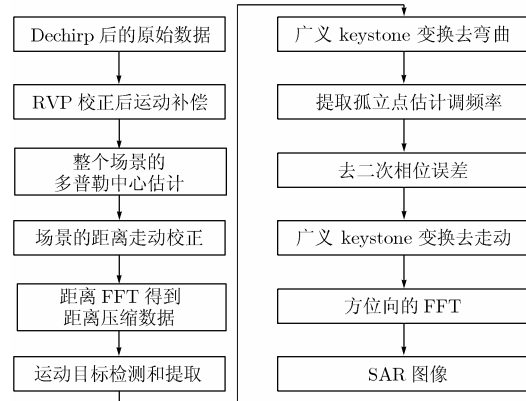 Dechirp 后的原始数据
RVP 校正后运动补偿
整个场景的
多普勒中心估计
场景的距离走动校正
距离 FFT 得到
距离压缩数据
运动目标检测和提取
广义 keystone 变换去弯曲
提取孤立点估计调频率
去二次相位误差
广义 keystone 变换去走动
方位向的 FFT
SAR 图像